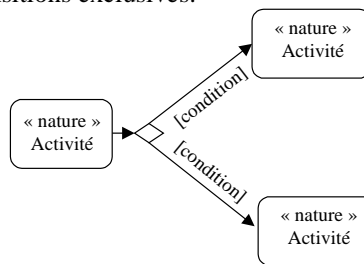 sitions exclusives.
« nature »
Activité
[condition]
« nature »
Activité
[condition]
« nature »
Activité